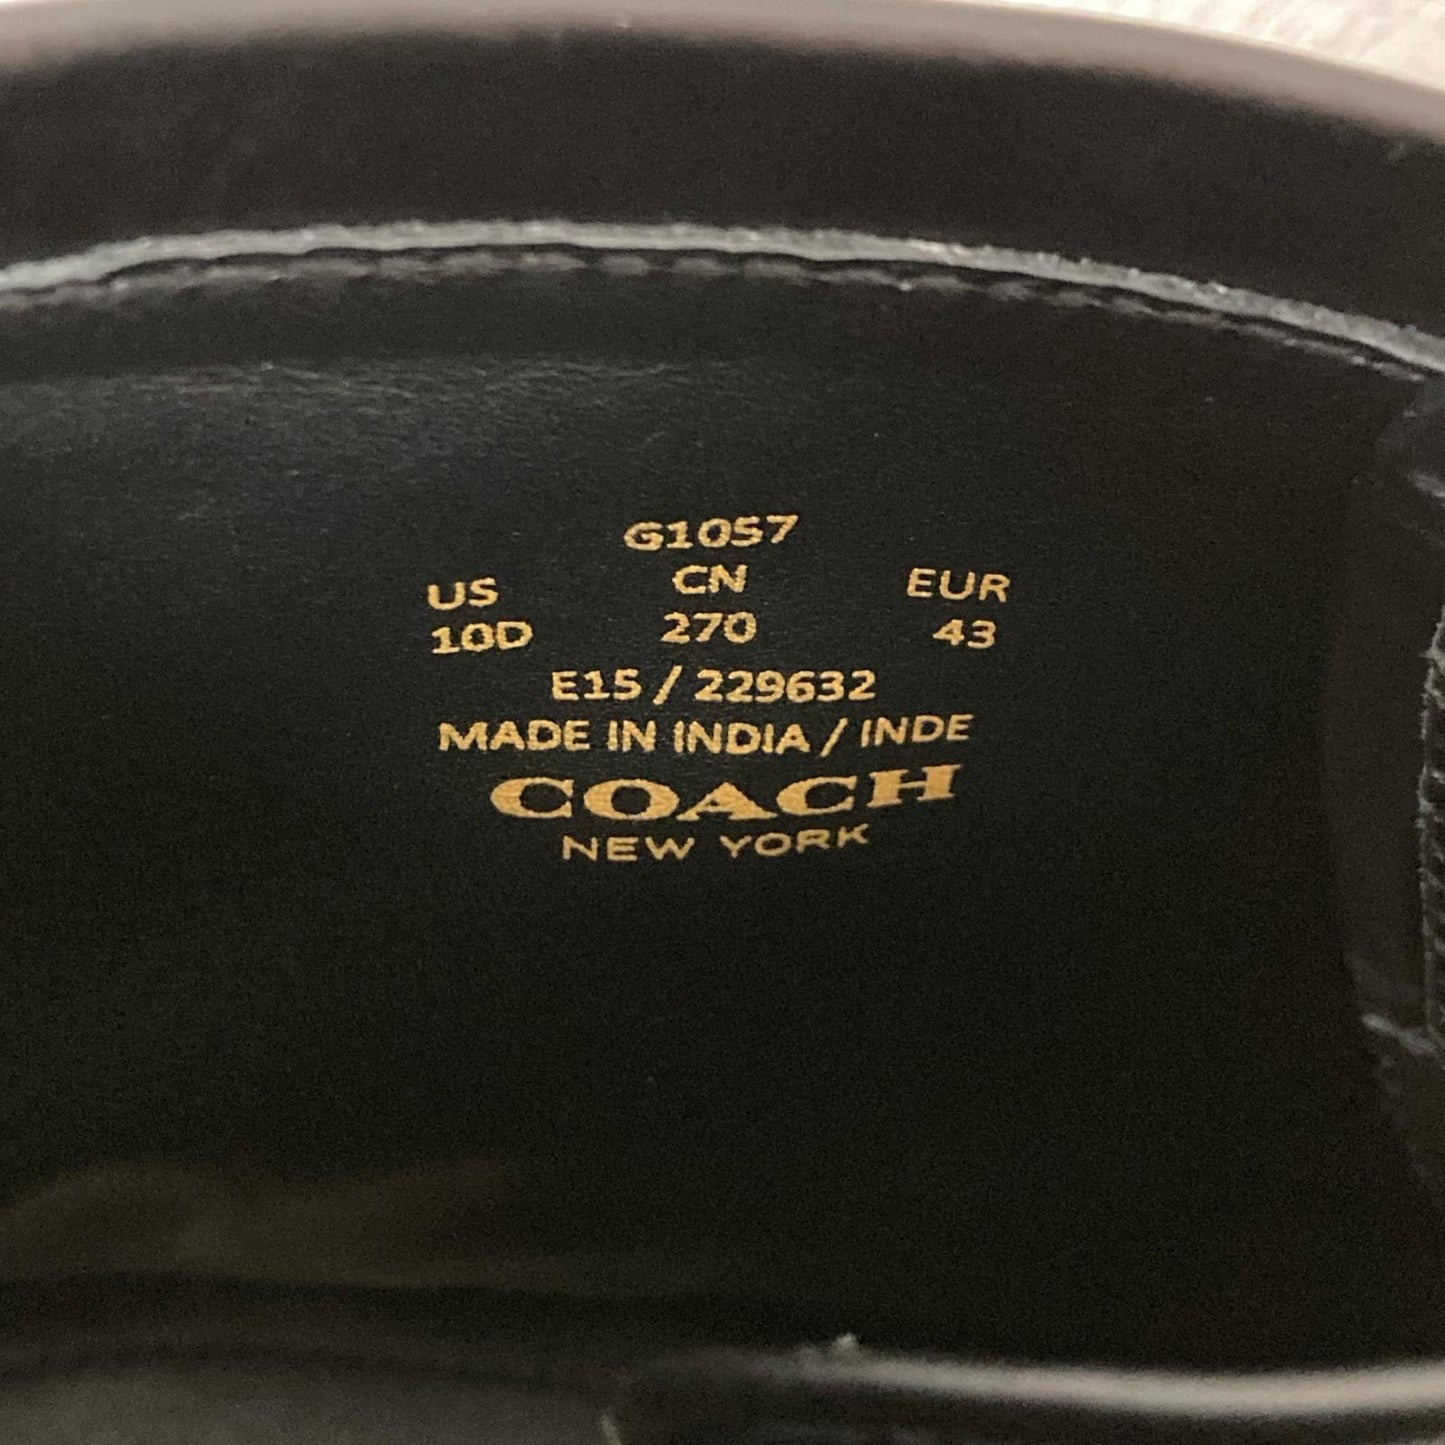 G1057
US CN EUR
10D 270 43
E15 / 229632
MADE IN INDIA / INDE
COACH
NEW YORK